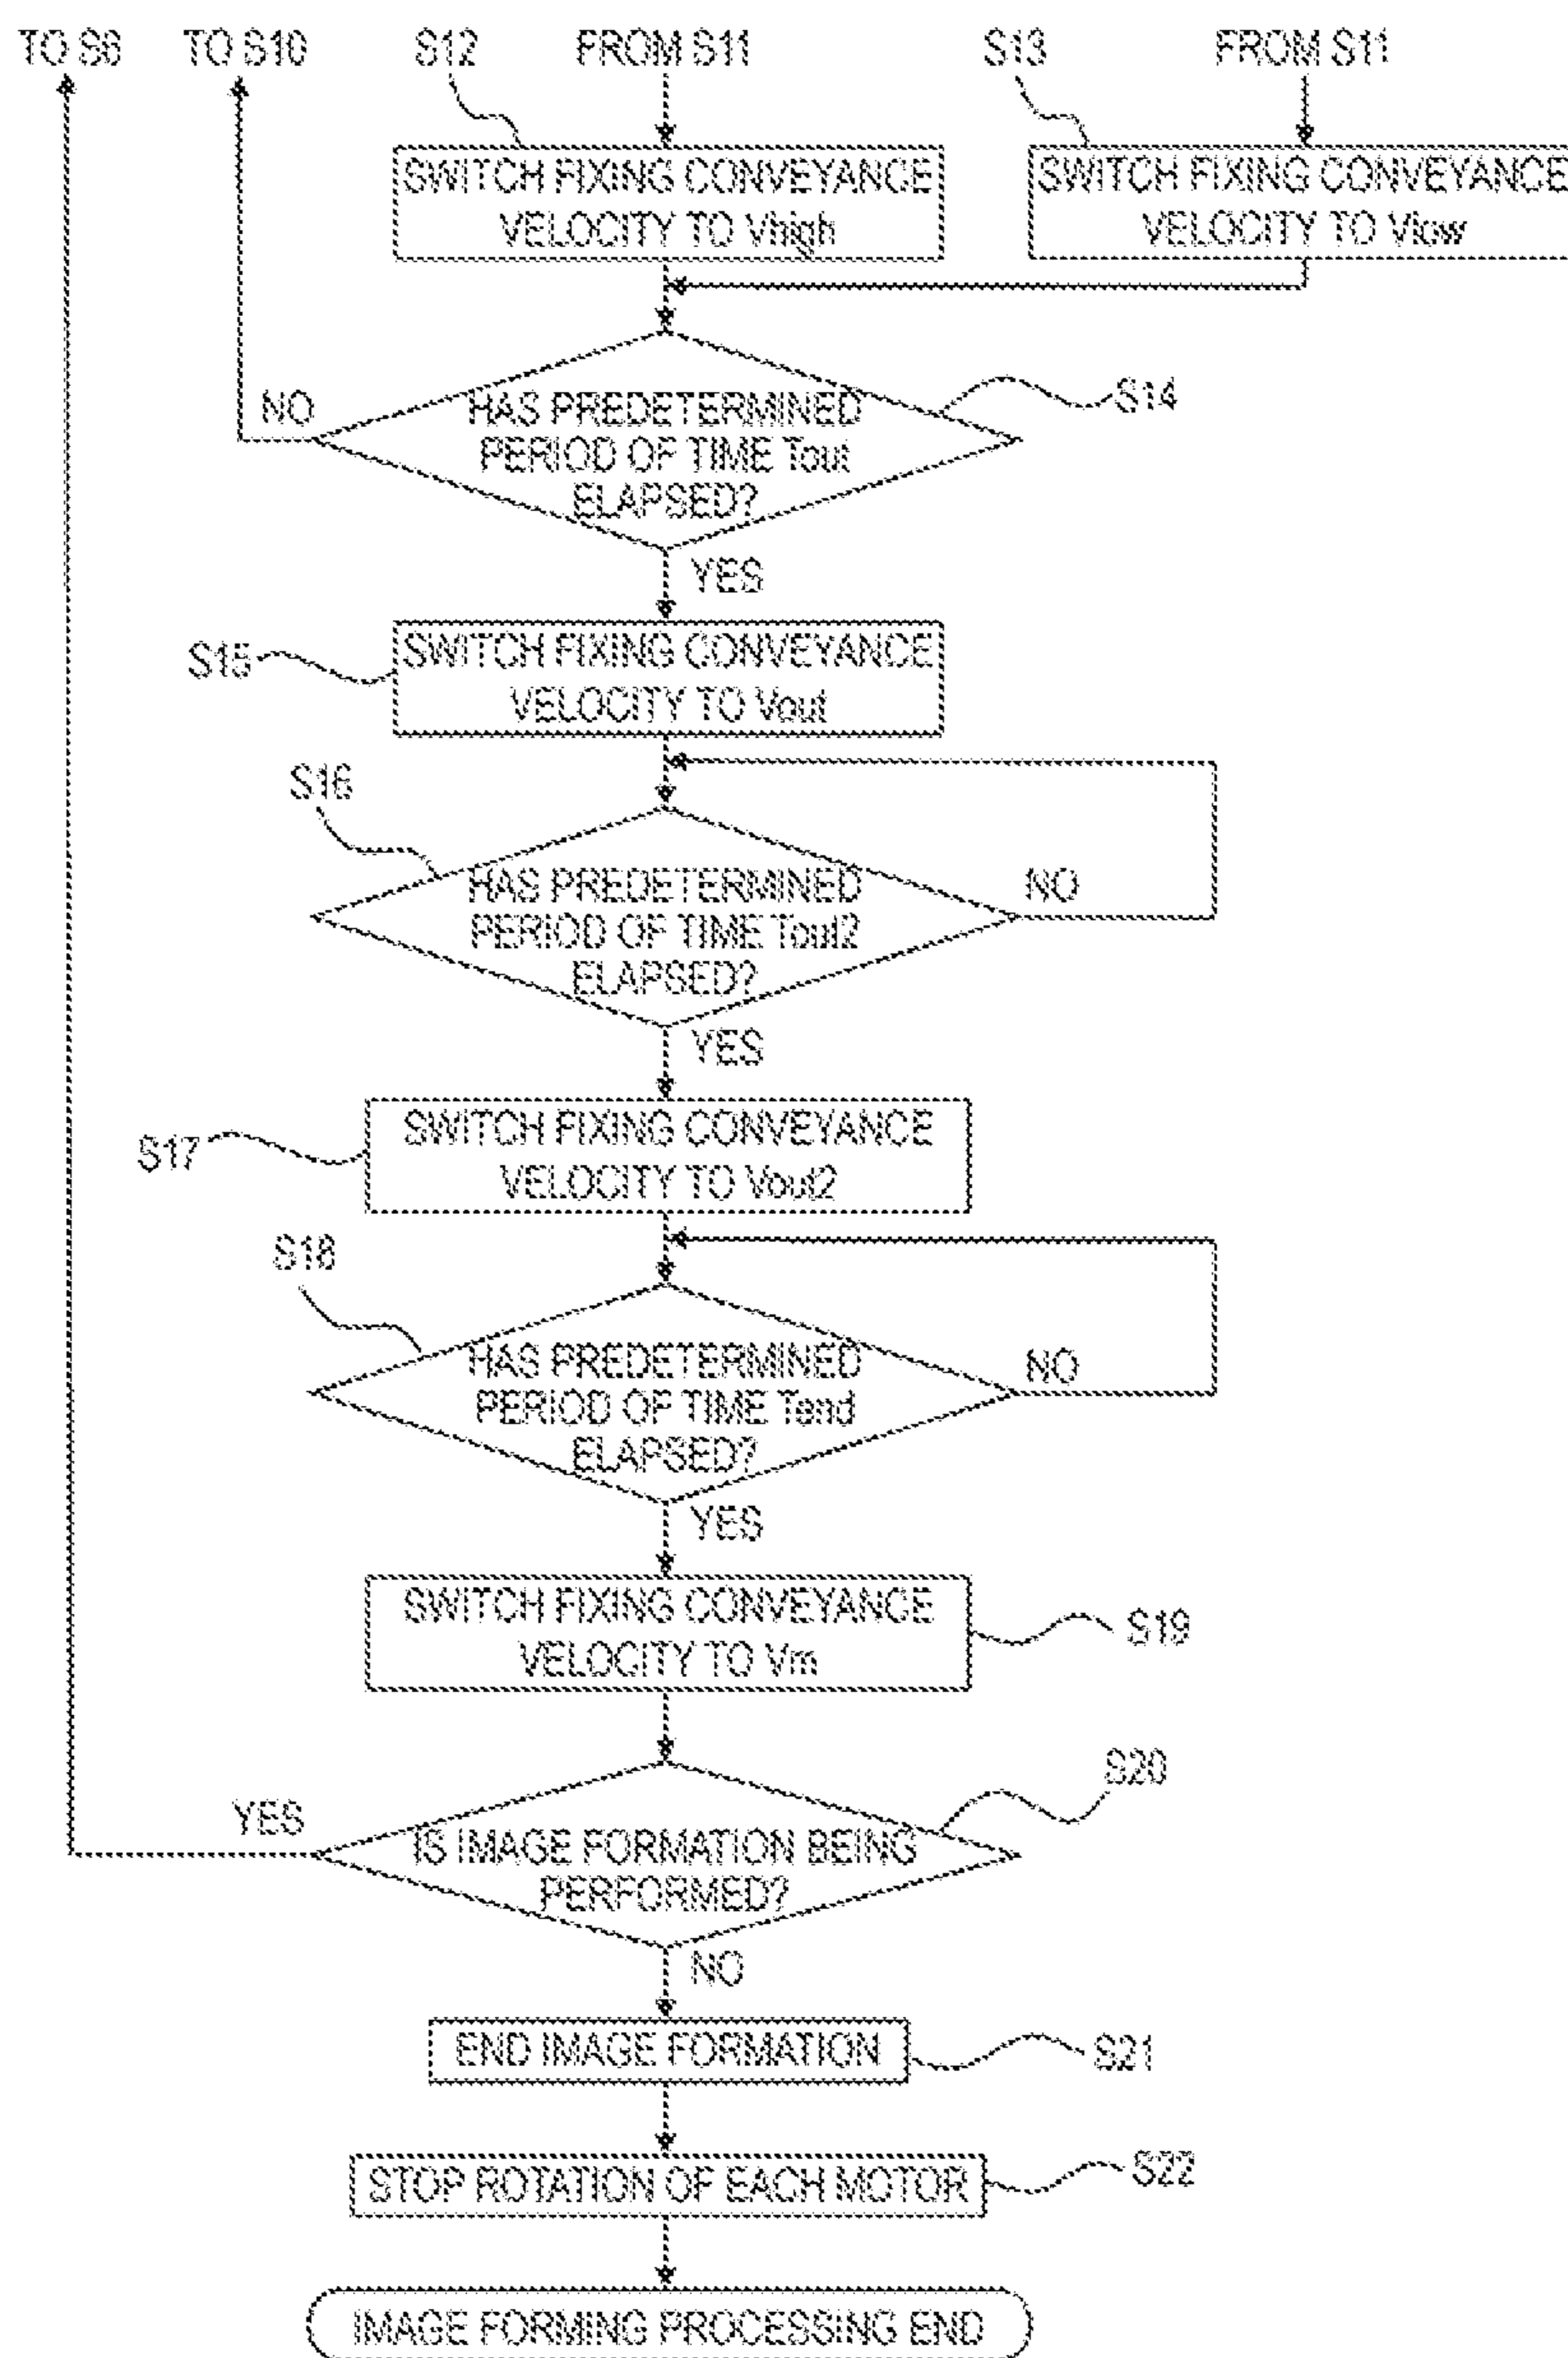 TO S6
TO S10
S12
FROM S11
S13
FROM S11
SWITCH FIXING CONVEYANCE
VELOCITY TO Vhigh
SWITCH FIXING CONVEYANCE
VELOCITY TO Vlow
NO
HAS PREDETERMINED
PERIOD OF TIME Tout
ELAPSED?
S14
YES
S15
SWITCH FIXING CONVEYANCE
VELOCITY TO Vout
S16
HAS PREDETERMINED
PERIOD OF TIME Tout2
ELAPSED?
NO
YES
S17
SWITCH FIXING CONVEYANCE
VELOCITY TO Vout2
S18
HAS PREDETERMINED
PERIOD OF TIME Tend
ELAPSED?
NO
YES
SWITCH FIXING CONVEYANCE
VELOCITY TO Vm
S19
S20
YES
IS IMAGE FORMATION BEING
PERFORMED?
NO
END IMAGE FORMATION
S21
STOP ROTATION OF EACH MOTOR
S22
IMAGE FORMING PROCESSING END